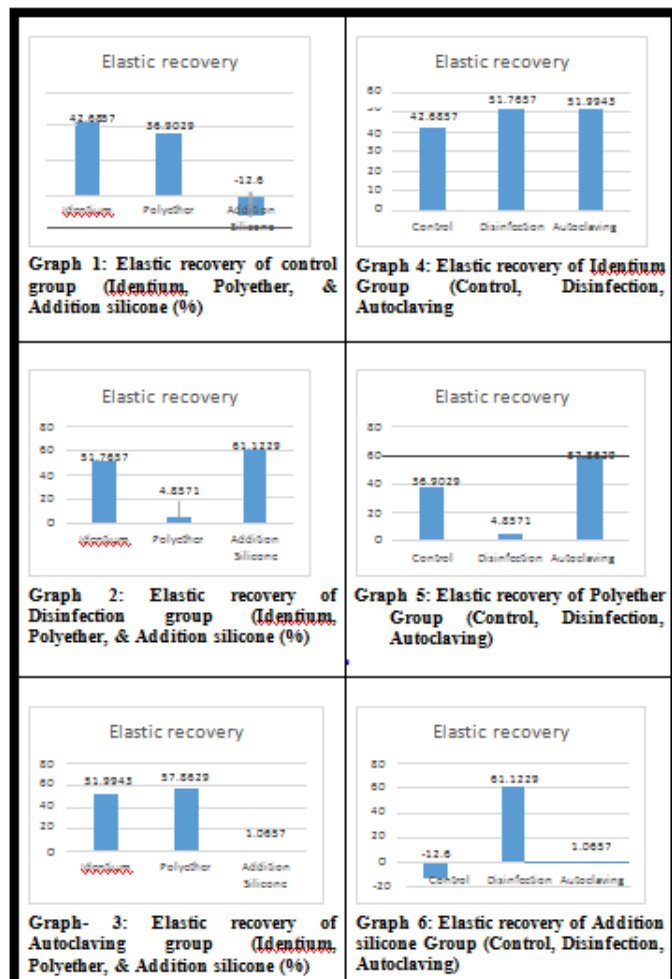 Elastic recovery
42.6857
36.9029
-12.6
Identium
Polyether
Addition
Silicone
Graph 1: Elastic recovery of control
group (Identium, Polyether, &
Addition silicone (%)
Elastic recovery
60
50
40
30
20
10
0
42.6857
51.7657
51.9943
Control
Disinfection
Autoclaving
Graph 4: Elastic recovery of Identium
Group (Control, Disinfection,
Autoclaving
Elastic recovery
80
60
40
20
0
51.7657
4.8571
61.1229
Identium
Polyether
Addition
Silicone
Graph 2: Elastic recovery of
Disinfection group (Identium,
Polyether, & Addition silicone (%)
Elastic recovery
80
60
40
20
0
36.9029
4.8571
57.8629
Control
Disinfection
Autoclaving
Graph 5: Elastic recovery of Polyether
Group (Control, Disinfection,
Autoclaving)
Elastic recovery
80
60
40
20
0
51.9943
57.8629
1.0657
Identium
Polyether
Addition
Silicone
Graph- 3: Elastic recovery of
Autoclaving group (Identium,
Polyether, & Addition silicone (%)
Elastic recovery
80
60
40
20
0
-20
-12.6
61.1229
1.0657
Control
Disinfection
Autoclaving
Graph 6: Elastic recovery of Addition
silicone Group (Control, Disinfection,
Autoclaving)